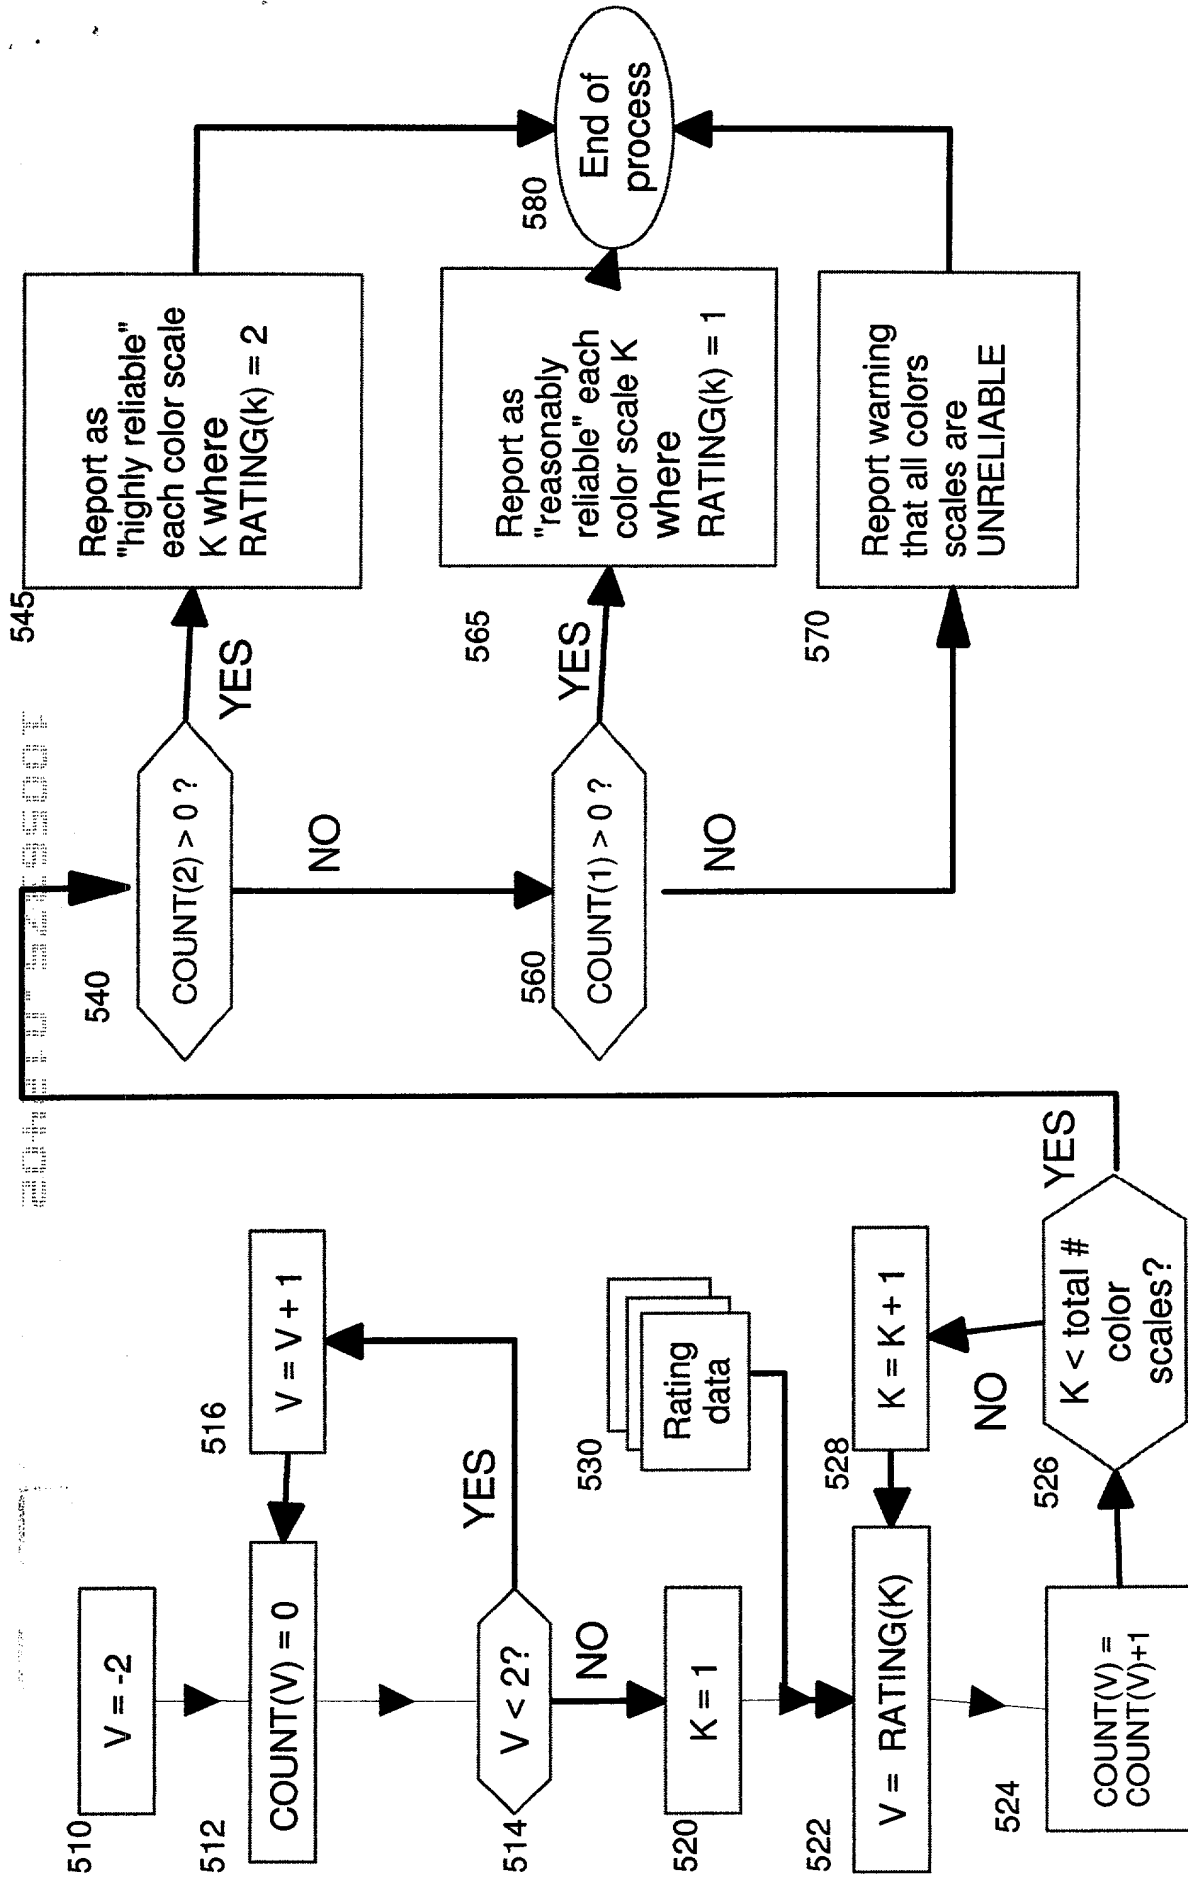 510
V = -2
512
COUNT(V) = 0
516
V = V + 1
514
V < 2?
YES
NO
520
K = 1
530
Rating
data
522
V = RATING(K)
528
K = K + 1
524
COUNT(V) =
COUNT(V)+1
526
K < total #
color
scales?
NO
YES
540
COUNT(2) > 0 ?
YES
NO
545
Report as
"highly reliable"
each color scale
K where
RATING(k) = 2
560
COUNT(1) > 0 ?
YES
NO
565
Report as
"reasonably
reliable" each
color scale K
where
RATING(k) = 1
570
Report warning
that all colors
scales are
UNRELIABLE
580
End of
process